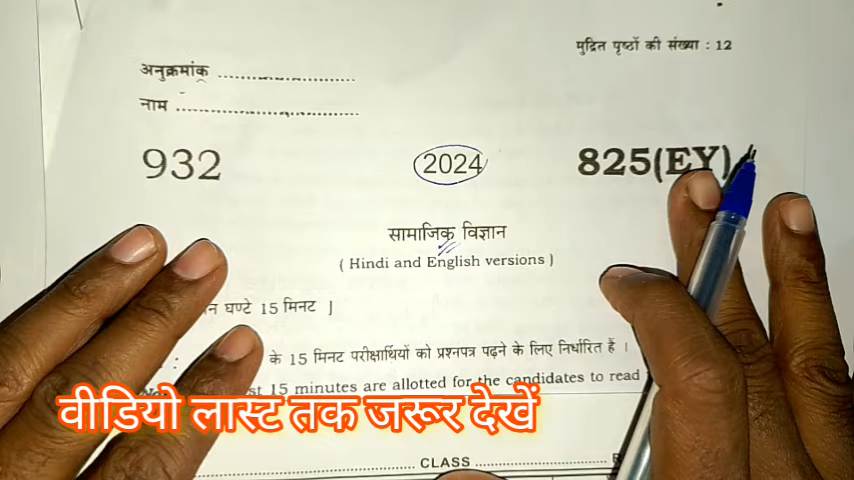 मुद्रित पृष्ठों की संख्या : 12
अनुक्रमांक ................................
नाम ................................
932 2024 825(EY)
सामाजिक विज्ञान
( Hindi and English versions )
घण्टे 15 मिनट ]
: के 15 मिनट परीक्षार्थियों को प्रश्नपत्र पढ़ने के लिए निर्धारित हैं ।
15 minutes are allotted for the candidates to read
वीडियो लास्ट तक जरूर देखें
CLASS